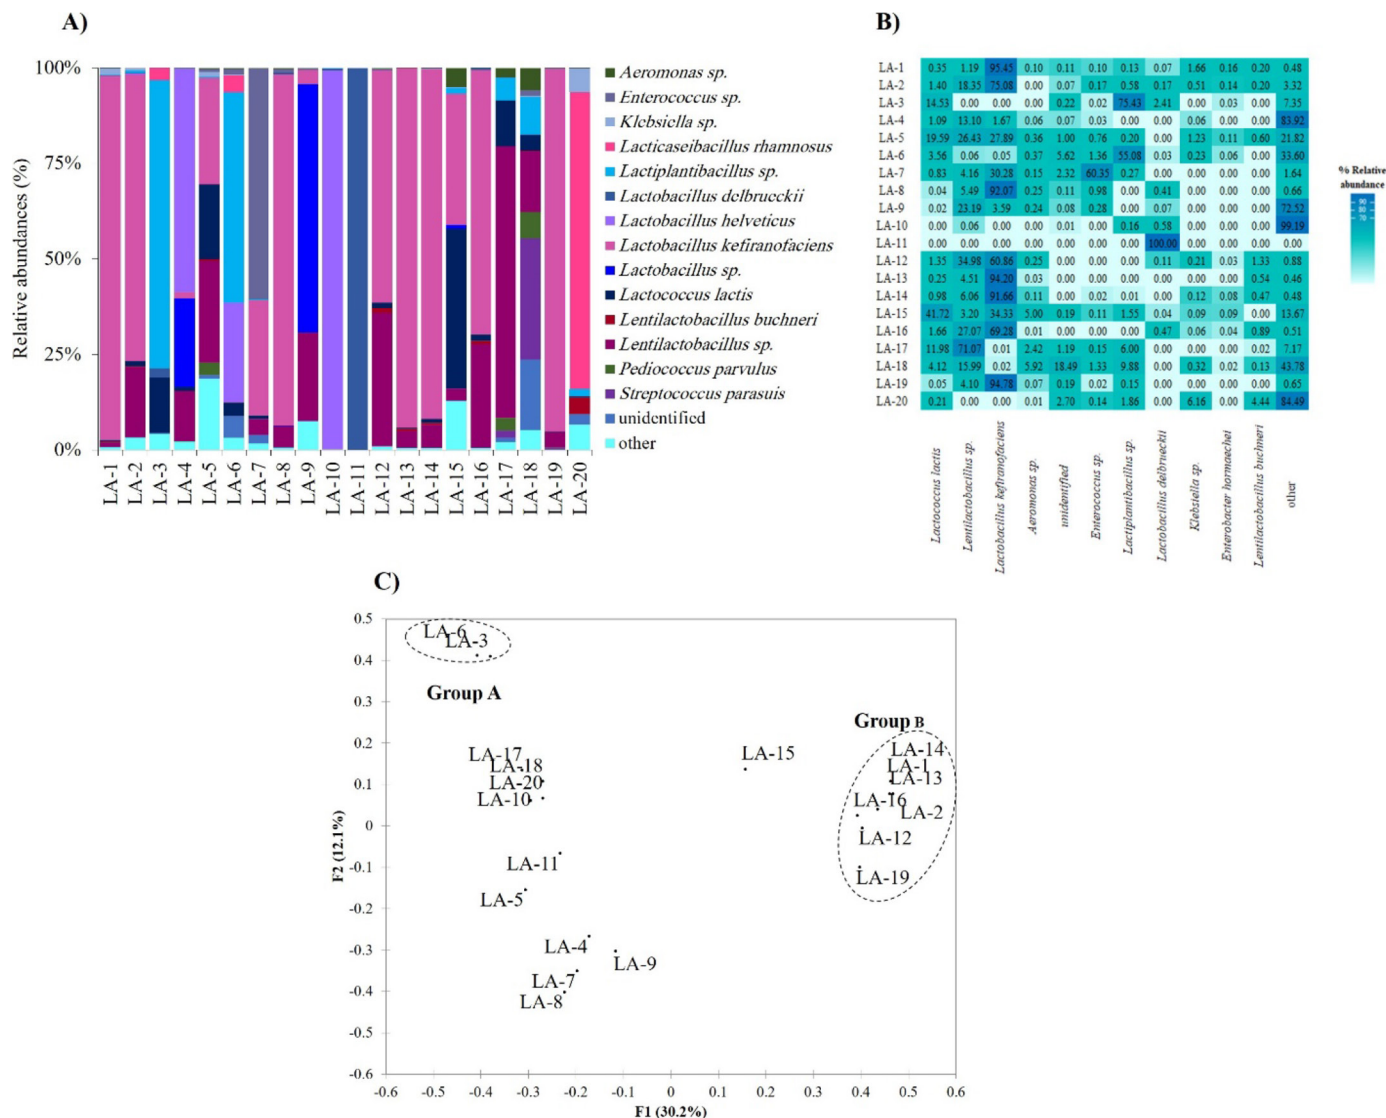 A)
Relative abundances (%)
100%
75%
50%
25%
0%
LA-1
LA-2
LA-3
LA-4
LA-5
LA-6
LA-7
LA-8
LA-9
LA-10
LA-11
LA-12
LA-13
LA-14
LA-15
LA-16
LA-17
LA-18
LA-19
LA-20
Aeromonas sp.
Enterococcus sp.
Klebsiella sp.
Lacticaseibacillus rhamnosus
Lactiplantibacillus sp.
Lactobacillus delbrueckii
Lactobacillus helveticus
Lactobacillus kefiranofaciens
Lactobacillus sp.
Lactococcus lactis
Lentilactobacillus buchneri
Lentilactobacillus sp.
Pediococcus parvulus
Streptococcus parasuis
unidentified
other
B)
LA-1 0.35 1.19 95.45 0.10 0.11 0.10 0.13 0.07 1.66 0.16 0.20 0.48
LA-2 1.40 18.35 75.08 0.00 0.07 0.17 0.58 0.17 0.51 0.14 0.20 3.32
LA-3 14.53 0.00 0.00 0.00 0.22 0.02 75.43 2.41 0.00 0.03 0.00 7.35
LA-4 1.09 13.10 1.67 0.06 0.07 0.03 0.00 0.00 0.06 0.00 0.00 83.92
LA-5 19.59 26.43 27.89 0.36 1.00 0.76 0.20 0.00 1.23 0.11 0.60 21.82
LA-6 3.56 0.06 0.05 0.37 5.62 1.36 55.08 0.03 0.23 0.06 0.00 33.60
LA-7 0.83 4.16 30.28 0.15 2.32 60.35 0.27 0.00 0.00 0.00 0.00 1.64
LA-8 0.04 5.49 92.07 0.25 0.11 0.98 0.00 0.41 0.00 0.00 0.00 0.66
LA-9 0.02 23.19 3.59 0.24 0.08 0.28 0.00 0.07 0.00 0.00 0.00 72.52
LA-10 0.00 0.06 0.00 0.00 0.00 0.00 0.16 0.58 0.00 0.00 0.00 99.19
LA-11 0.00 0.00 0.00 0.00 0.00 0.00 0.00 100.00 0.00 0.00 0.00 0.00
LA-12 1.35 34.98 60.86 0.25 0.00 0.00 0.00 0.11 0.21 0.03 1.33 0.88
LA-13 0.25 4.51 94.20 0.03 0.00 0.00 0.00 0.00 0.00 0.00 0.54 0.46
LA-14 0.98 6.06 91.66 0.11 0.00 0.02 0.01 0.00 0.12 0.08 0.47 0.48
LA-15 41.72 3.20 34.33 5.00 0.19 0.11 1.55 0.04 0.09 0.09 0.00 13.67
LA-16 1.66 27.07 69.28 0.01 0.00 0.00 0.00 0.47 0.06 0.04 0.89 0.51
LA-17 11.98 71.07 0.01 2.42 1.19 0.15 6.00 0.00 0.00 0.00 0.02 7.17
LA-18 4.12 15.99 0.02 5.92 18.49 1.33 9.88 0.00 0.32 0.02 0.13 43.78
LA-19 0.05 4.10 94.78 0.07 0.19 0.02 0.15 0.00 0.00 0.00 0.00 0.65
LA-20 0.21 0.00 0.00 0.01 2.70 0.14 1.86 0.00 6.16 0.00 4.44 84.49
Lactococcus lactis
Lentilactobacillus sp.
Lactobacillus kefiranofaciens
Aeromonas sp.
unidentified
Enterococcus sp.
Lactiplantibacillus sp.
Lactobacillus delbrueckii
Klebsiella sp.
Enterobacter hormaechei
Lentilactobacillus buchneri
other
% Relative
abundance
90
80
70
C)
F2 (12.1%)
0.5
0.4
0.3
0.2
0.1
0
-0.1
-0.2
-0.3
-0.4
-0.5
-0.6
LA-6
LA-3
Group A
LA-17
LA-18
LA-20
LA-10
LA-11
LA-5
LA-4
LA-9
LA-7
LA-8
LA-15
Group B
LA-14
LA-1
LA-13
LA-16
LA-2
LA-12
LA-19
-0.6 -0.5 -0.4 -0.3 -0.2 -0.1 0 0.1 0.2 0.3 0.4 0.5 0.6
F1 (30.2%)